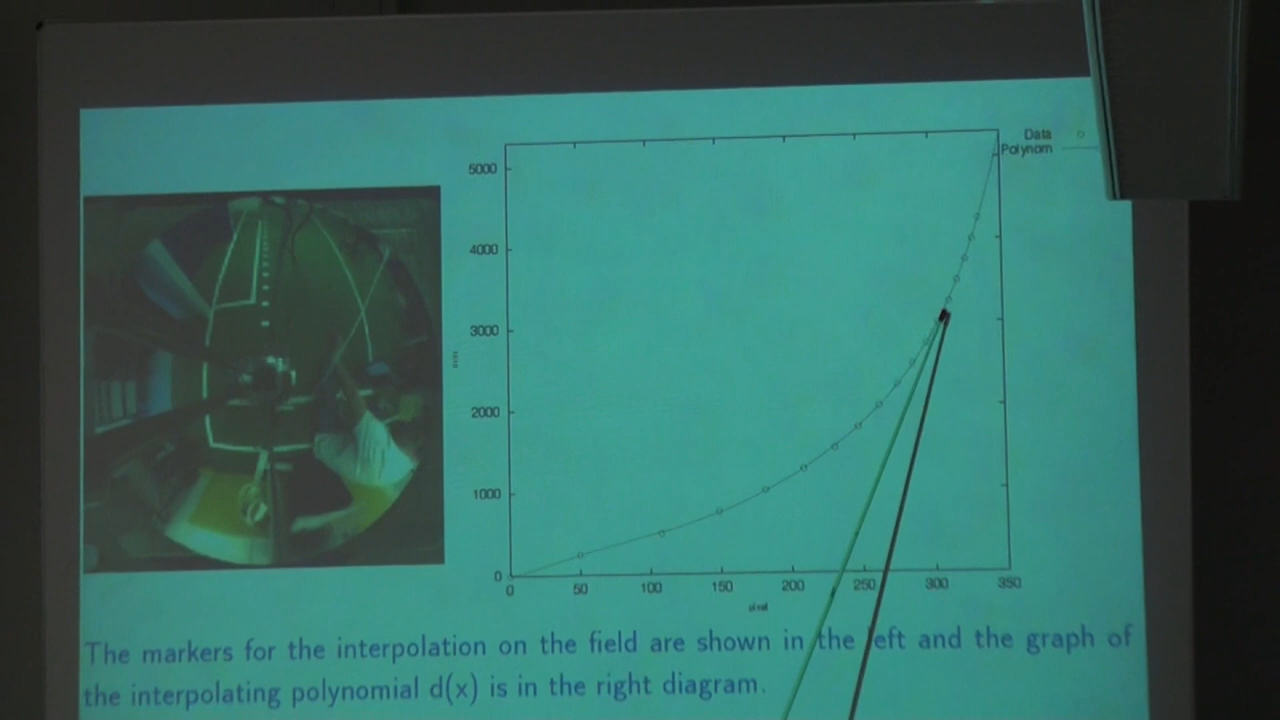 Data
Polynom
5000
4000
3000
2000
1000
0
0 50 100 150 200 250 300 350
pixel
The markers for the interpolation on the field are shown in the left and the graph of
the interpolating polynomial d(x) is in the right diagram.